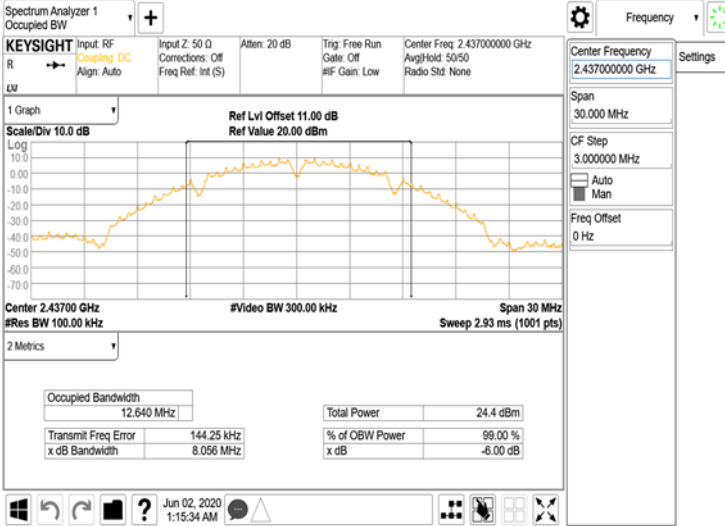 Spectrum Analyzer 1
Occupied BW
Frequency
KEYSIGHT
R
LXI
Input: RF
Coupling: DC
Align: Auto
Input Z: 50 Ω
Corrections: Off
Freq Ref: Int (S)
Atten: 20 dB
Trig: Free Run
Gate: Off
#IF Gain: Low
Center Freq: 2.437000000 GHz
Avg|Hold: 50/50
Radio Std: None
Center Frequency
2.437000000 GHz
Settings
Span
30.000 MHz
CF Step
3.000000 MHz
Auto
Man
Freq Offset
0 Hz
1 Graph
Scale/Div 10.0 dB
Ref Lvl Offset 11.00 dB
Ref Value 20.00 dBm
Log
10.0
0.00
-10.0
-20.0
-30.0
-40.0
-50.0
-60.0
-70.0
Center 2.43700 GHz
#Video BW 300.00 kHz
Span 30 MHz
#Res BW 100.00 kHz
Sweep 2.93 ms (1001 pts)
2 Metrics
Occupied Bandwidth
12.640 MHz
Total Power 24.4 dBm
Transmit Freq Error 144.25 kHz
% of OBW Power 99.00 %
x dB Bandwidth 8.056 MHz
x dB -6.00 dB
?
Jun 02, 2020
1:15:34 AM